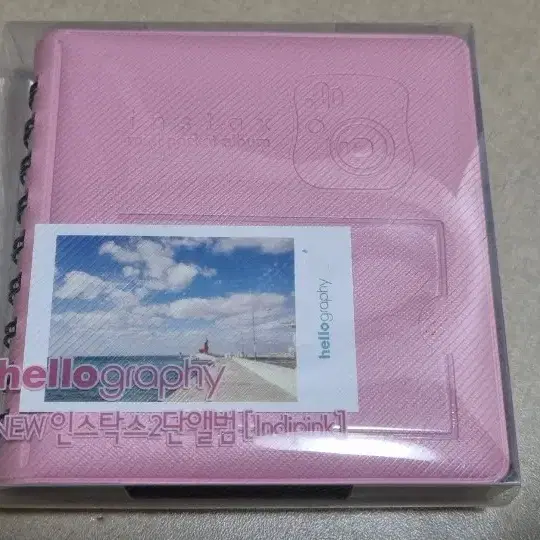 instax
hellography
hellography
NEW 인스탁스2단앨범-[Indipink]